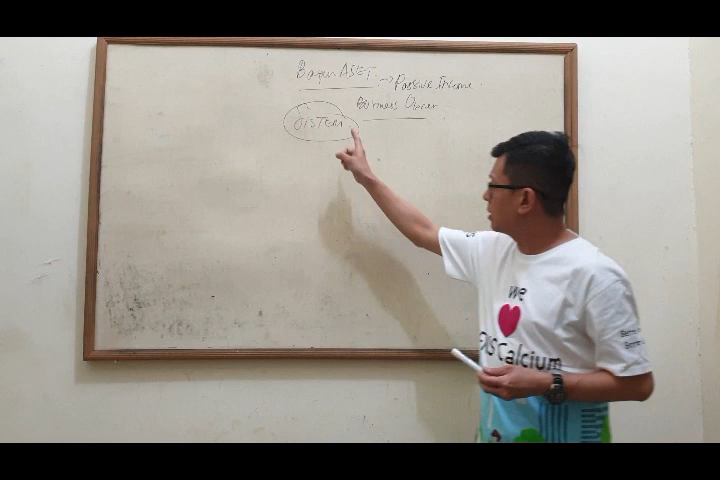 Bangun ASET → Passive Income
Business Owner
SISTEM
we
Calcium